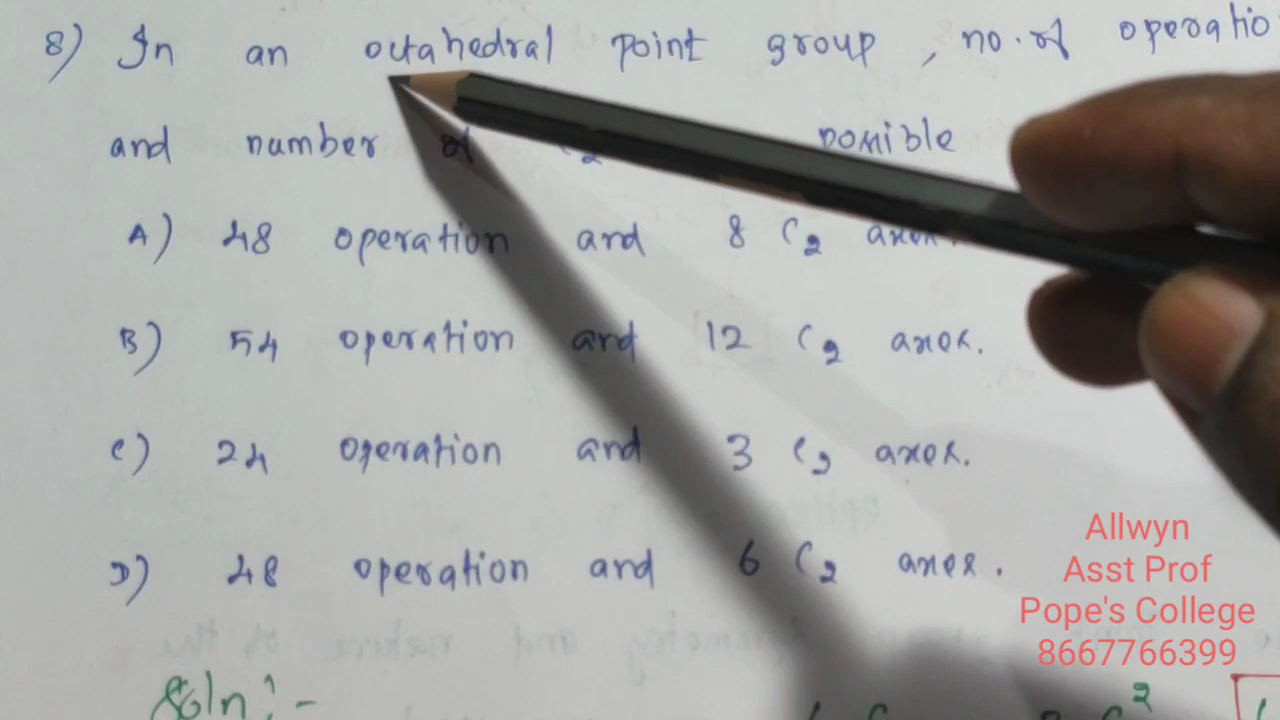 8) In an octahedral point group, no. of operatio
and number of C2 possible
A) 48 operation and 8 C2 axes.
B) 54 operation and 12 C2 axes.
C) 24 operation and 3 C2 axes.
D) 48 operation and 6 C2 axes.
Soln :-
Allwyn
Asst Prof
Pope's College
8667766399